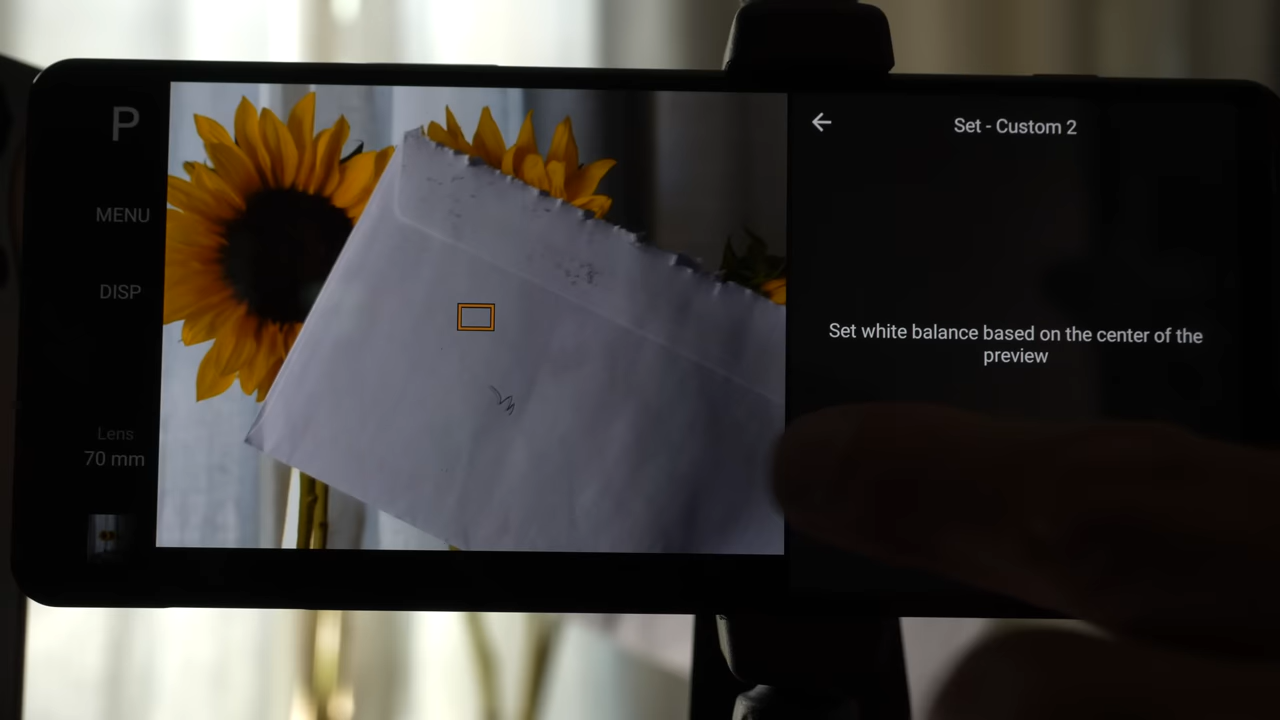 P
MENU
DISP
Lens
70 mm
Set - Custom 2
Set white balance based on the center of the
preview